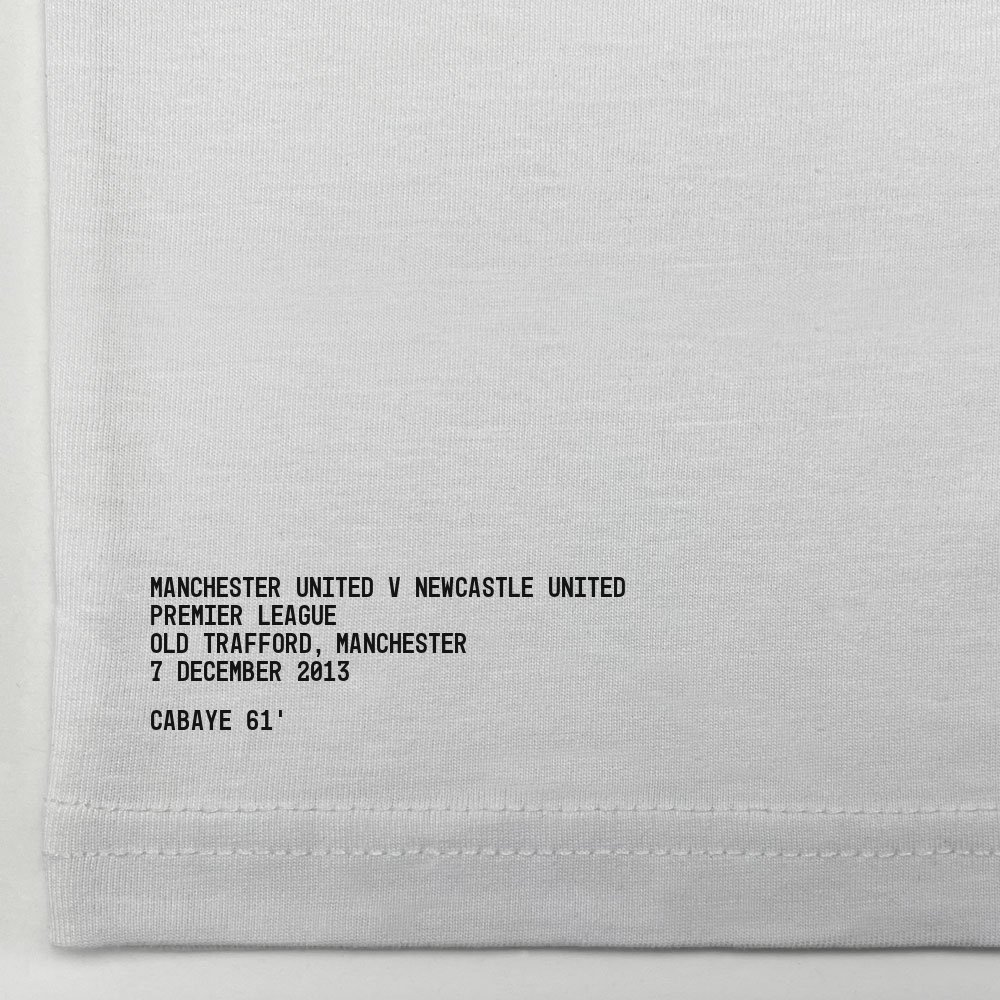 MANCHESTER UNITED V NEWCASTLE UNITED
PREMIER LEAGUE
OLD TRAFFORD, MANCHESTER
7 DECEMBER 2013
CABAYE 61'